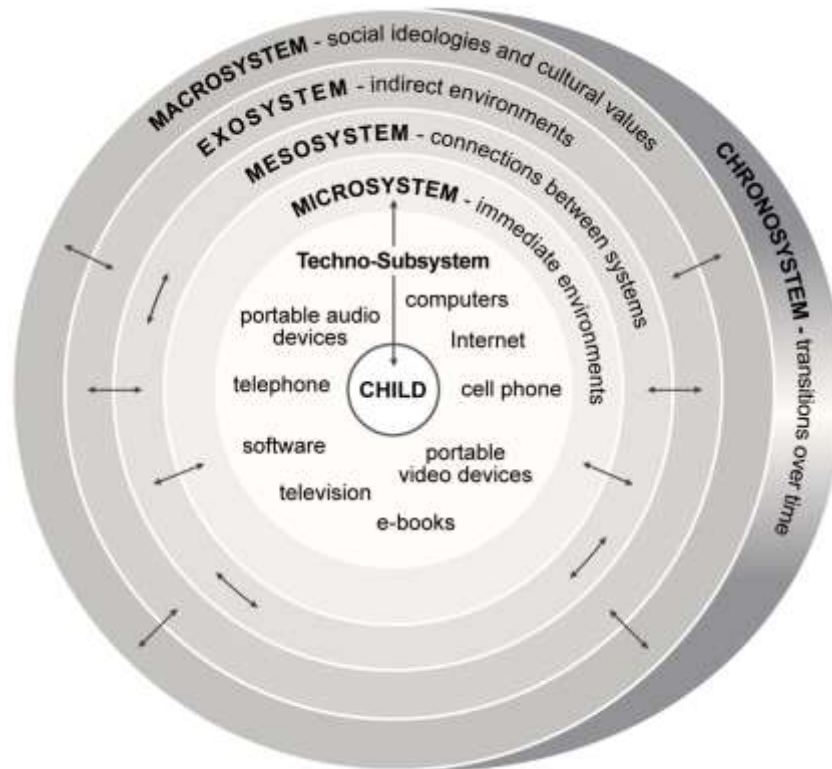 MACROSYSTEM - social ideologies and cultural values
EXOSYSTEM - indirect environments
MESOSYSTEM - connections between systems
MICROSYSTEM - immediate environments
CHRONOSYSTEM - transitions over time
Techno-Subsystem
computers
portable audio
devices
Internet
telephone
CHILD
cell phone
software
portable
video devices
television
e-books